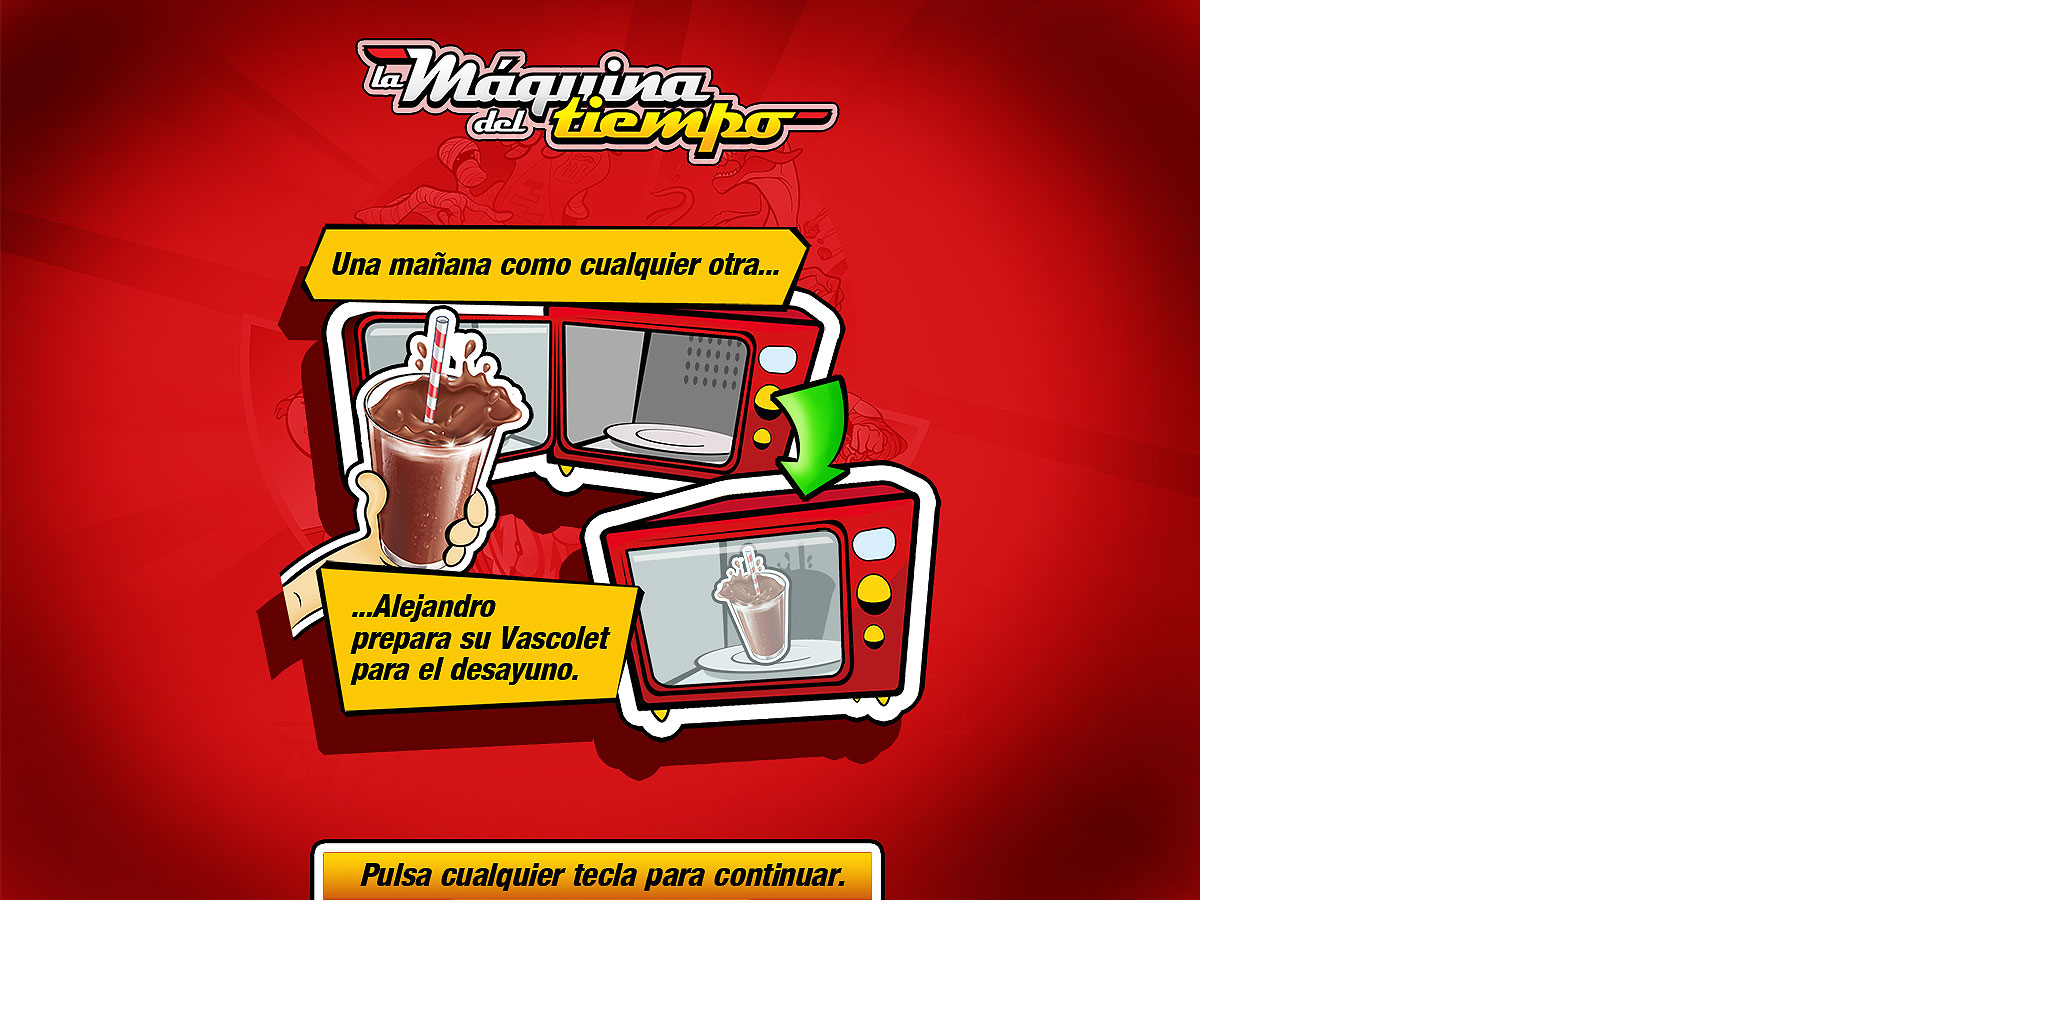 la Máquina
del tiempo
Una mañana como cualquier otra...
...Alejandro
prepara su Vascolet
para el desayuno.
Pulsa cualquier tecla para continuar.